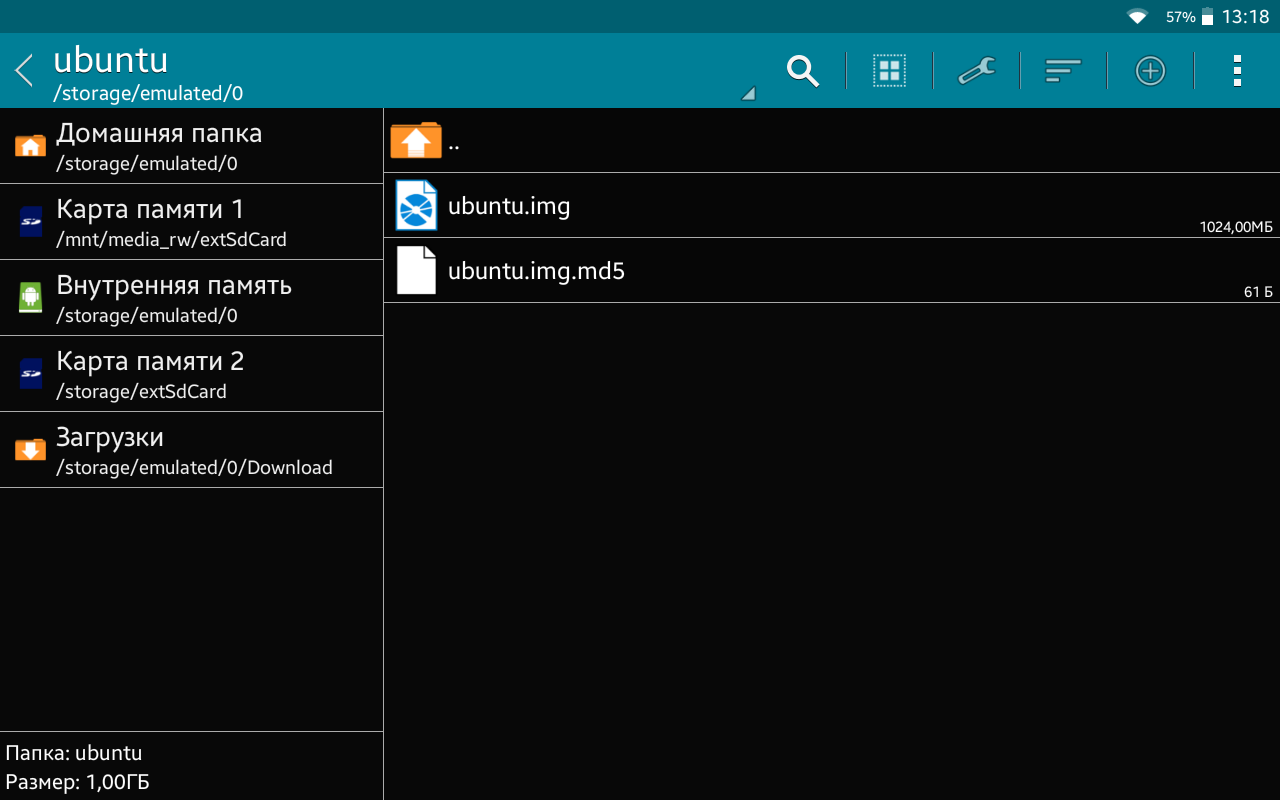 57% 13:18
ubuntu
/storage/emulated/0
Домашняя папка
/storage/emulated/0
Карта памяти 1
/mnt/media_rw/extSdCard
Внутренняя память
/storage/emulated/0
Карта памяти 2
/storage/extSdCard
Загрузки
/storage/emulated/0/Download
Папка: ubuntu
Размер: 1,00ГБ
..
ubuntu.img
1024,00МБ
ubuntu.img.md5
61 Б